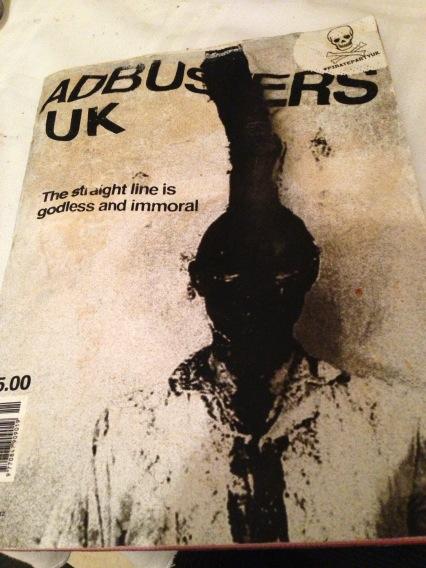 #PIRATEPARTYUK
ADBUSTERS
UK
The straight line is
godless and immoral
5.00